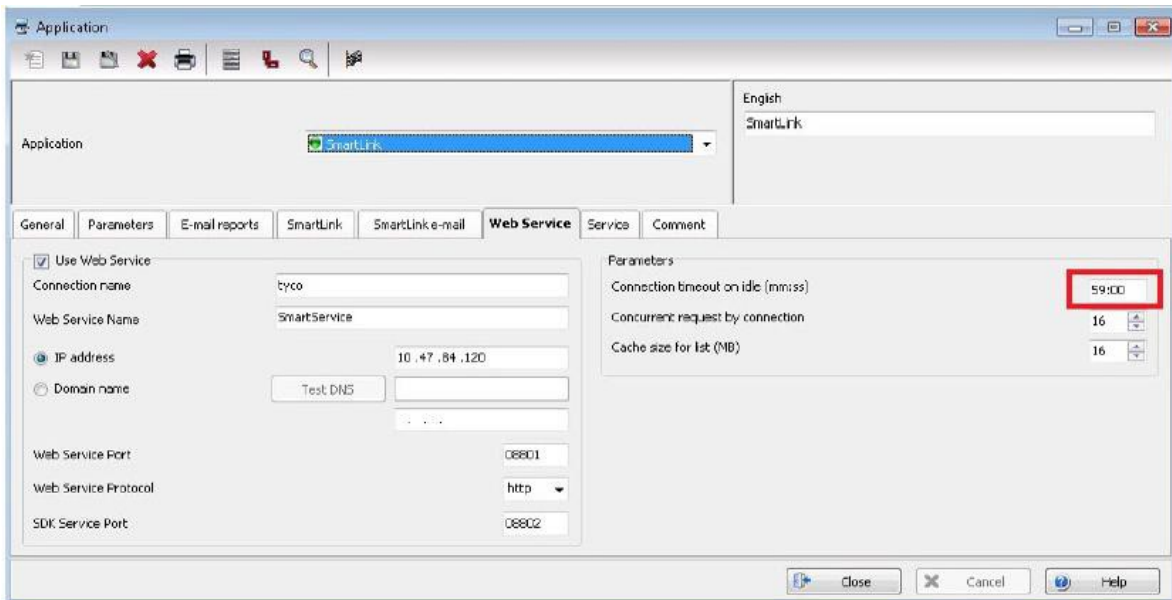 Application
English
SmartLink
Application
SmartLink
General
Parameters
E-mail reports
SmartLink
SmartLink e-mail
Web Service
Service
Comment
Use Web Service
Connection name
tyco
Web Service Name
SmartService
IP address
10 .47 .84 .120
Domain name
Test DNS
. . .
Web Service Port
08801
Web Service Protocol
http
SDK Service Port
08802
Parameters
Connection timeout on idle (mm:ss)
59:00
Concurrent request by connection
16
Cache size for list (MB)
16
Close
Cancel
Help